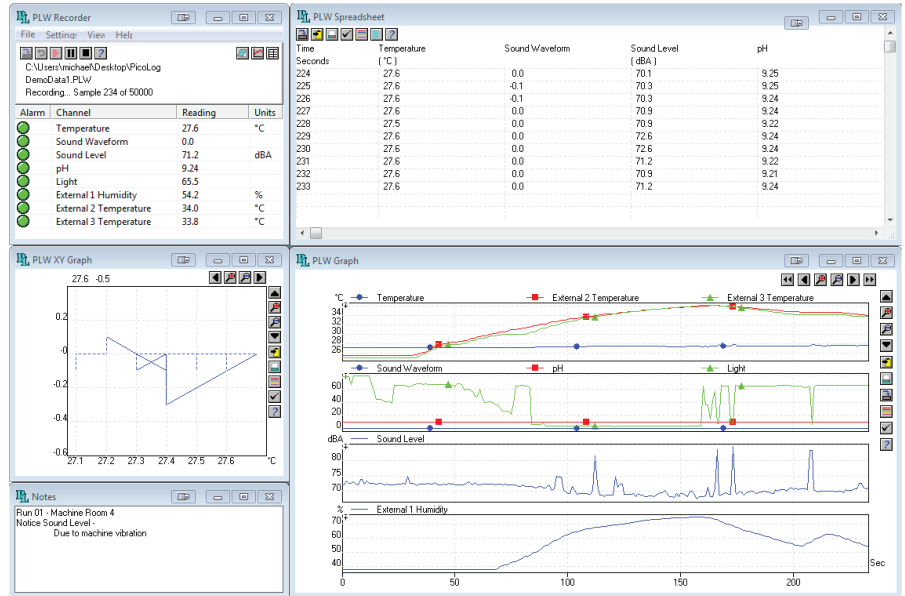 PLW Recorder
File Settings View Help
C:\Users\michael\Desktop\PicoLog
DemoData1.PLW
Recording... Sample 234 of 50000
Alarm Channel Reading Units
Temperature 27.6 °C
Sound Waveform 0.0
Sound Level 71.2 dBA
pH 9.24
Light 65.5
External 1 Humidity 54.2 %
External 2 Temperature 34.0 °C
External 3 Temperature 33.8 °C
PLW Spreadsheet
Time Temperature Sound Waveform Sound Level pH
Seconds (°C) (dBA)
224 27.6 0.0 70.1 9.25
225 27.6 -0.1 70.3 9.25
226 27.6 -0.1 70.3 9.24
227 27.6 0.0 70.9 9.24
228 27.5 0.0 70.9 9.22
229 27.6 0.0 72.6 9.24
230 27.6 0.0 72.6 9.24
231 27.6 0.0 71.2 9.22
232 27.6 0.0 70.9 9.21
233 27.6 0.0 71.2 9.24
PLW XY Graph
27.6 -0.5
0.2
-0
-0.2
-0.4
-0.6
27.1 27.2 27.3 27.4 27.5 27.6 °C
Notes
Run 01 - Machine Room 4
Notice Sound Level -
Due to machine vibration
PLW Graph
°C Temperature External 2 Temperature External 3 Temperature
34
32
30
28
26
Sound Waveform pH Light
60
40
20
0
dBA Sound Level
80
75
70
% External 1 Humidity
70
60
50
40
0 50 100 150 200 Sec